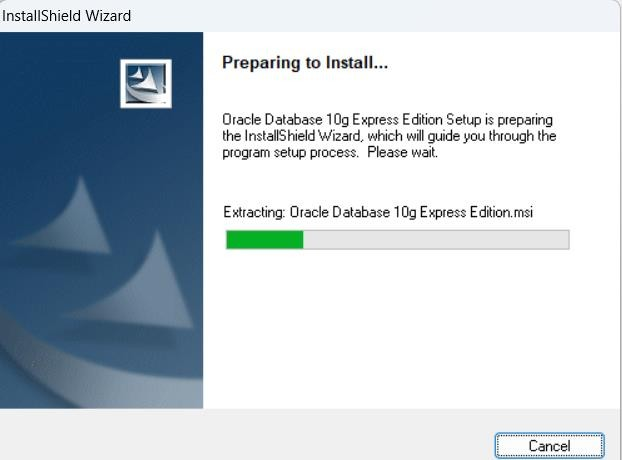 InstallShield Wizard
Preparing to Install...
Oracle Database 10g Express Edition Setup is preparing
the InstallShield Wizard, which will guide you through the
program setup process.  Please wait.
Extracting: Oracle Database 10g Express Edition.msi
Cancel